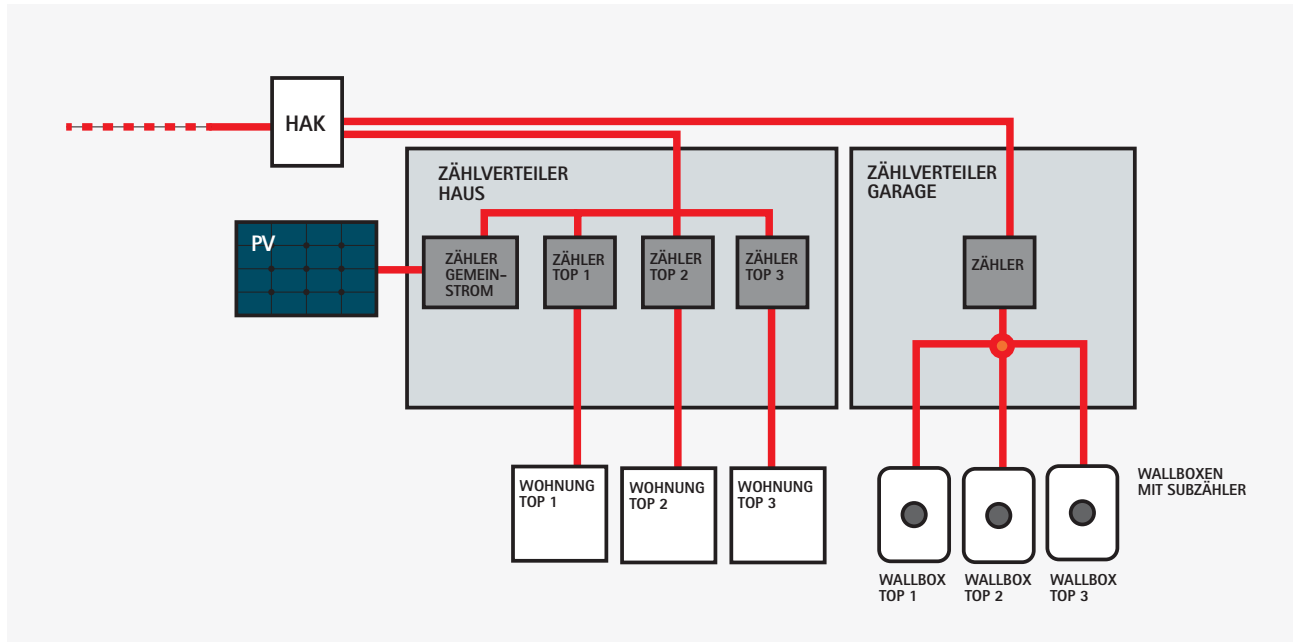 HAK
ZÄHLVERTEILER
HAUS
ZÄHLVERTEILER
GARAGE
PV
ZÄHLER
GEMEIN-
STROM
ZÄHLER
TOP 1
ZÄHLER
TOP 2
ZÄHLER
TOP 3
ZÄHLER
WOHNUNG
TOP 1
WOHNUNG
TOP 2
WOHNUNG
TOP 3
WALLBOXEN
MIT SUBZÄHLER
WALLBOX
TOP 1
WALLBOX
TOP 2
WALLBOX
TOP 3